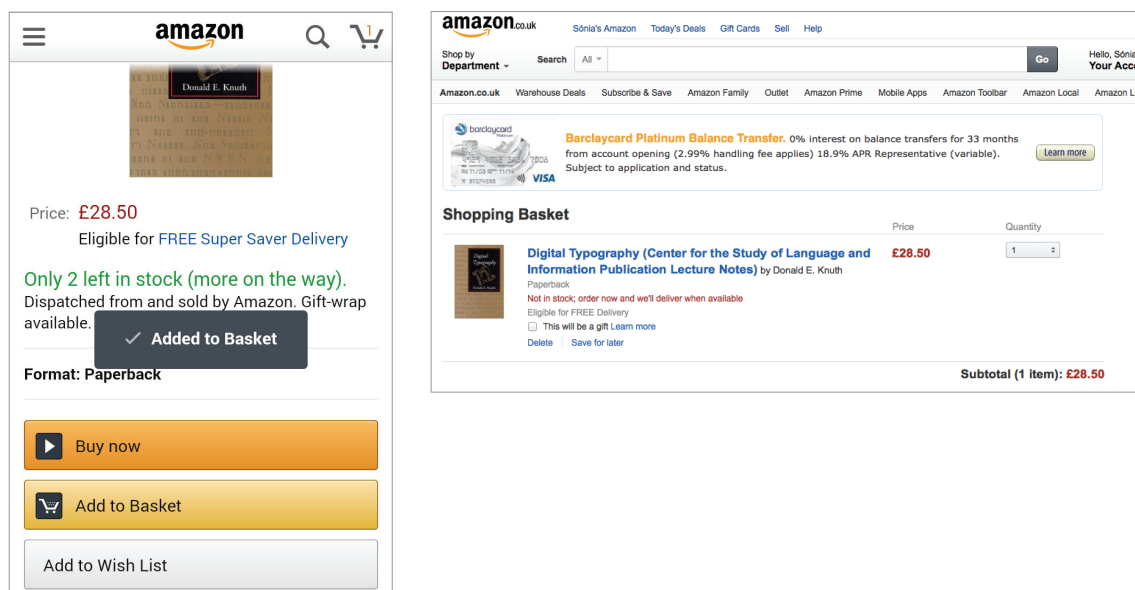 amazon
1
Donald E. Knuth
Price: £28.50
Eligible for FREE Super Saver Delivery
Only 2 left in stock (more on the way).
Dispatched from and sold by Amazon. Gift-wrap
available.
Added to Basket
Format: Paperback
Buy now
Add to Basket
Add to Wish List
amazon.co.uk
Sónia's Amazon Today's Deals Gift Cards Sell Help
Shop by
Department
Search All
Go
Hello, Sónia
Your Acc
Amazon.co.uk Warehouse Deals Subscribe & Save Amazon Family Outlet Amazon Prime Mobile Apps Amazon Toolbar Amazon Local Amazon L
barclaycard
Platinum
VISA
Barclaycard Platinum Balance Transfer. 0% interest on balance transfers for 33 months
from account opening (2.99% handling fee applies) 18.9% APR Representative (variable).
Subject to application and status.
Learn more
Shopping Basket
Price Quantity
Digital Typography (Center for the Study of Language and
Information Publication Lecture Notes) by Donald E. Knuth
£28.50
1
Paperback
Not in stock; order now and we'll deliver when available
Eligible for FREE Delivery
This will be a gift Learn more
Delete Save for later
Subtotal (1 item): £28.50